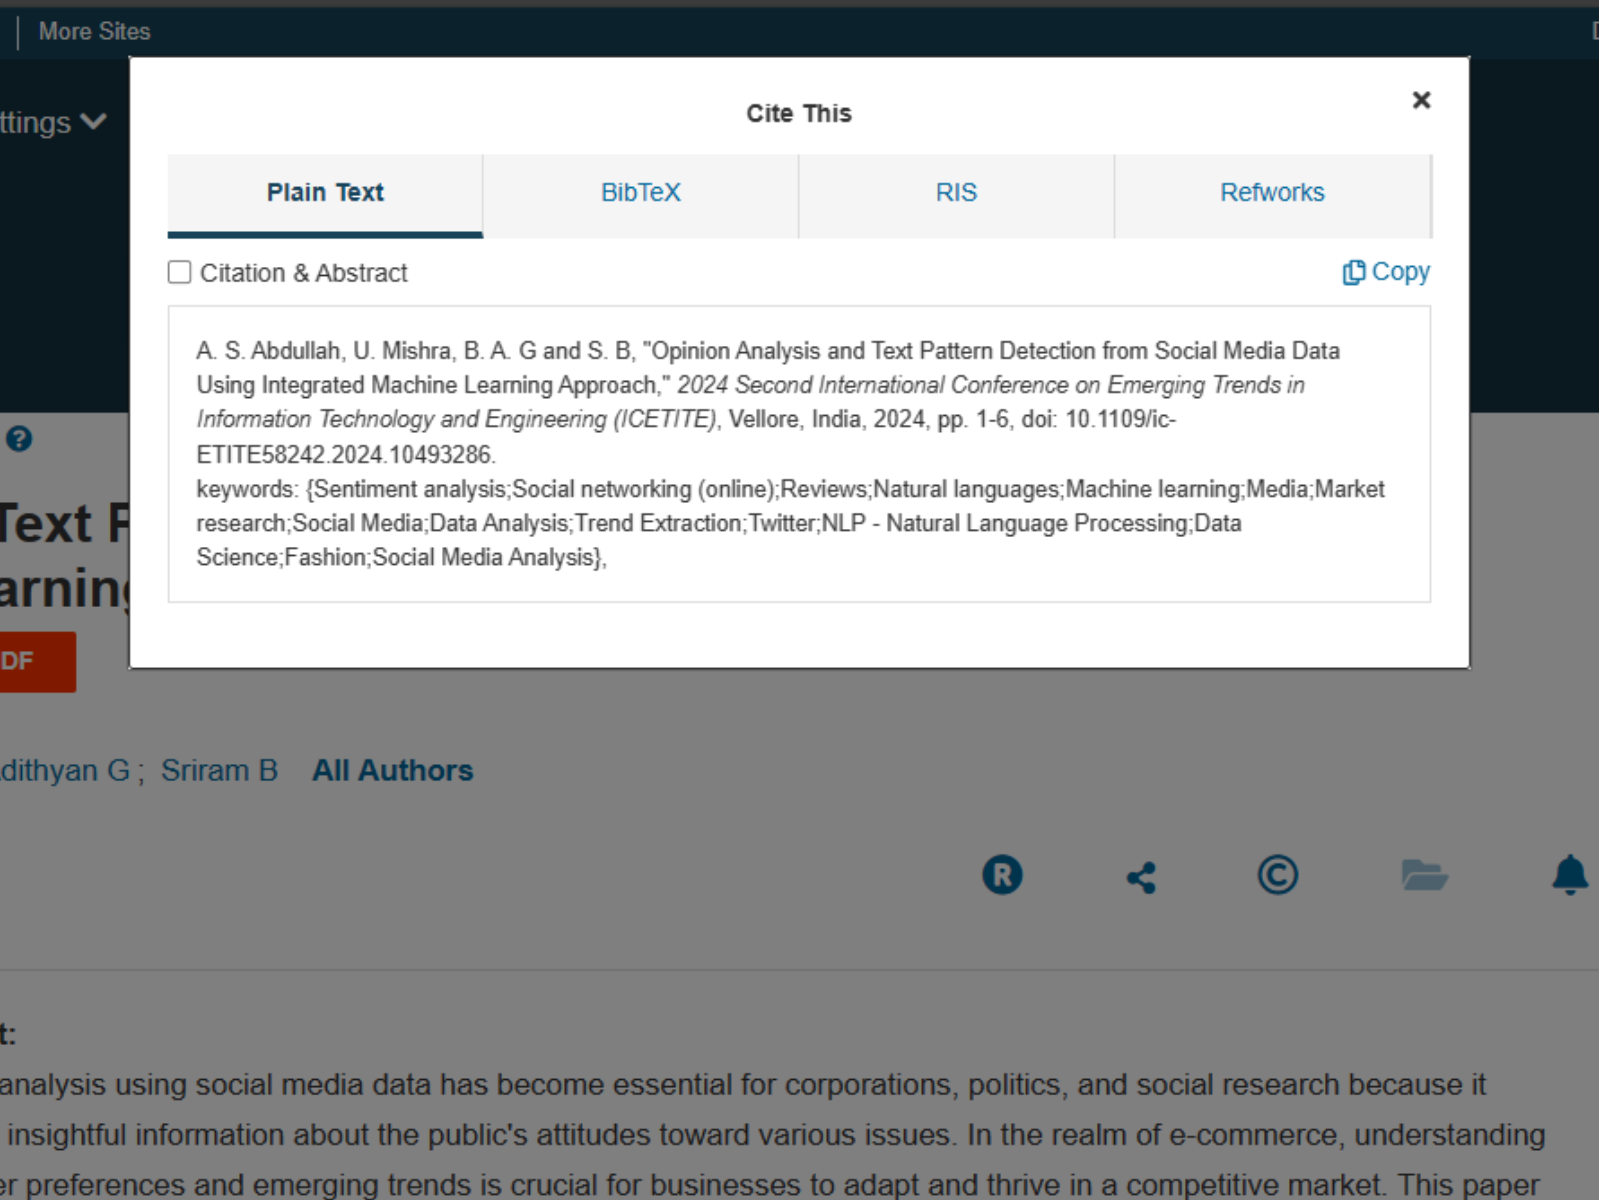 More Sites
ttings
Cite This
Plain Text
BibTeX
RIS
Refworks
Citation & Abstract
Copy
A. S. Abdullah, U. Mishra, B. A. G and S. B, "Opinion Analysis and Text Pattern Detection from Social Media Data
Using Integrated Machine Learning Approach," 2024 Second International Conference on Emerging Trends in
Information Technology and Engineering (ICETITE), Vellore, India, 2024, pp. 1-6, doi: 10.1109/ic-
ETITE58242.2024.10493286.
keywords: {Sentiment analysis;Social networking (online);Reviews;Natural languages;Machine learning;Media;Market
research;Social Media;Data Analysis;Trend Extraction;Twitter;NLP - Natural Language Processing;Data
Science;Fashion;Social Media Analysis},
Text
arning
DF
dithyan G ; Sriram B All Authors
t:
analysis using social media data has become essential for corporations, politics, and social research because it
insightful information about the public's attitudes toward various issues. In the realm of e-commerce, understanding
er preferences and emerging trends is crucial for businesses to adapt and thrive in a competitive market. This paper